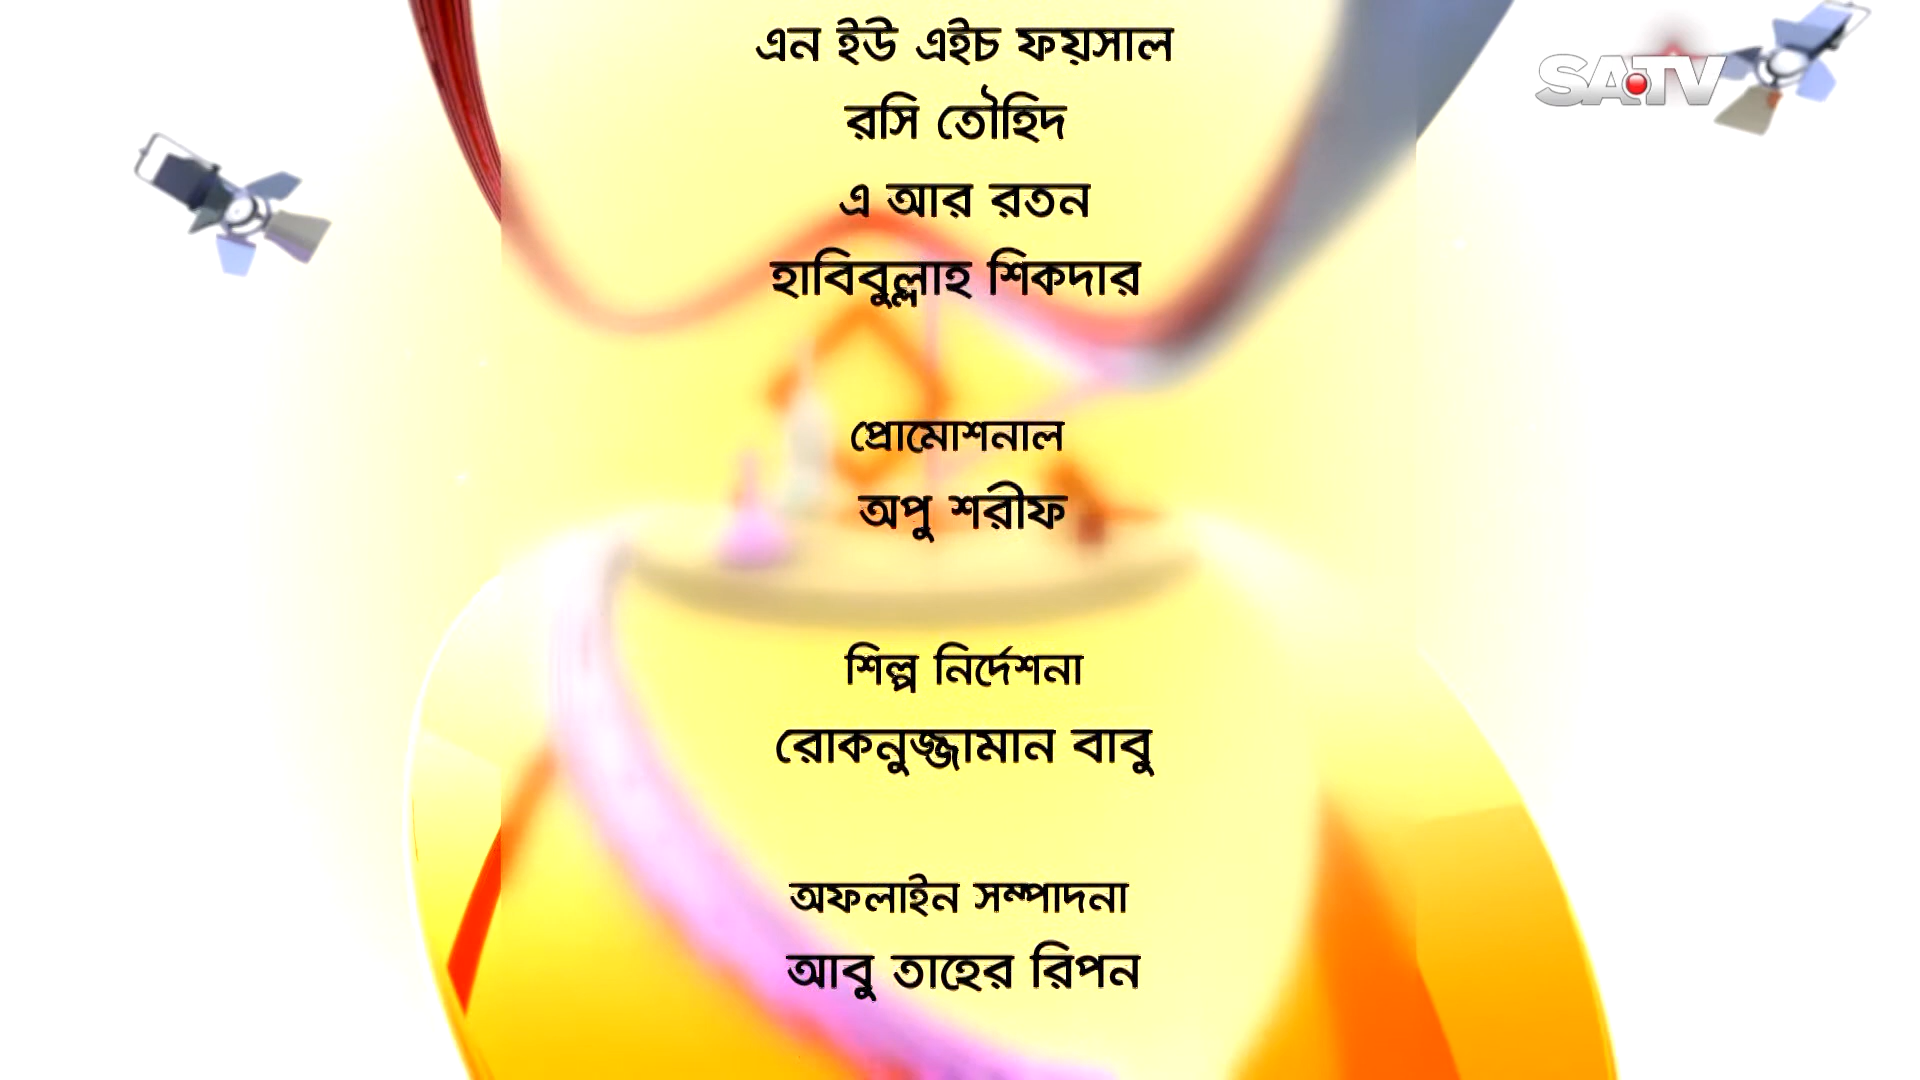 এন ইউ এইচ ফয়সাল
SATV
রসি তৌহিদ
এ আর রতন
হাবিবুল্লাহ শিকদার
প্রোমোশনাল
অপু শরীফ
শিল্প নির্দেশনা
রোকনুজ্জামান বাবু
অফলাইন সম্পাদনা
আবু তাহের রিপন